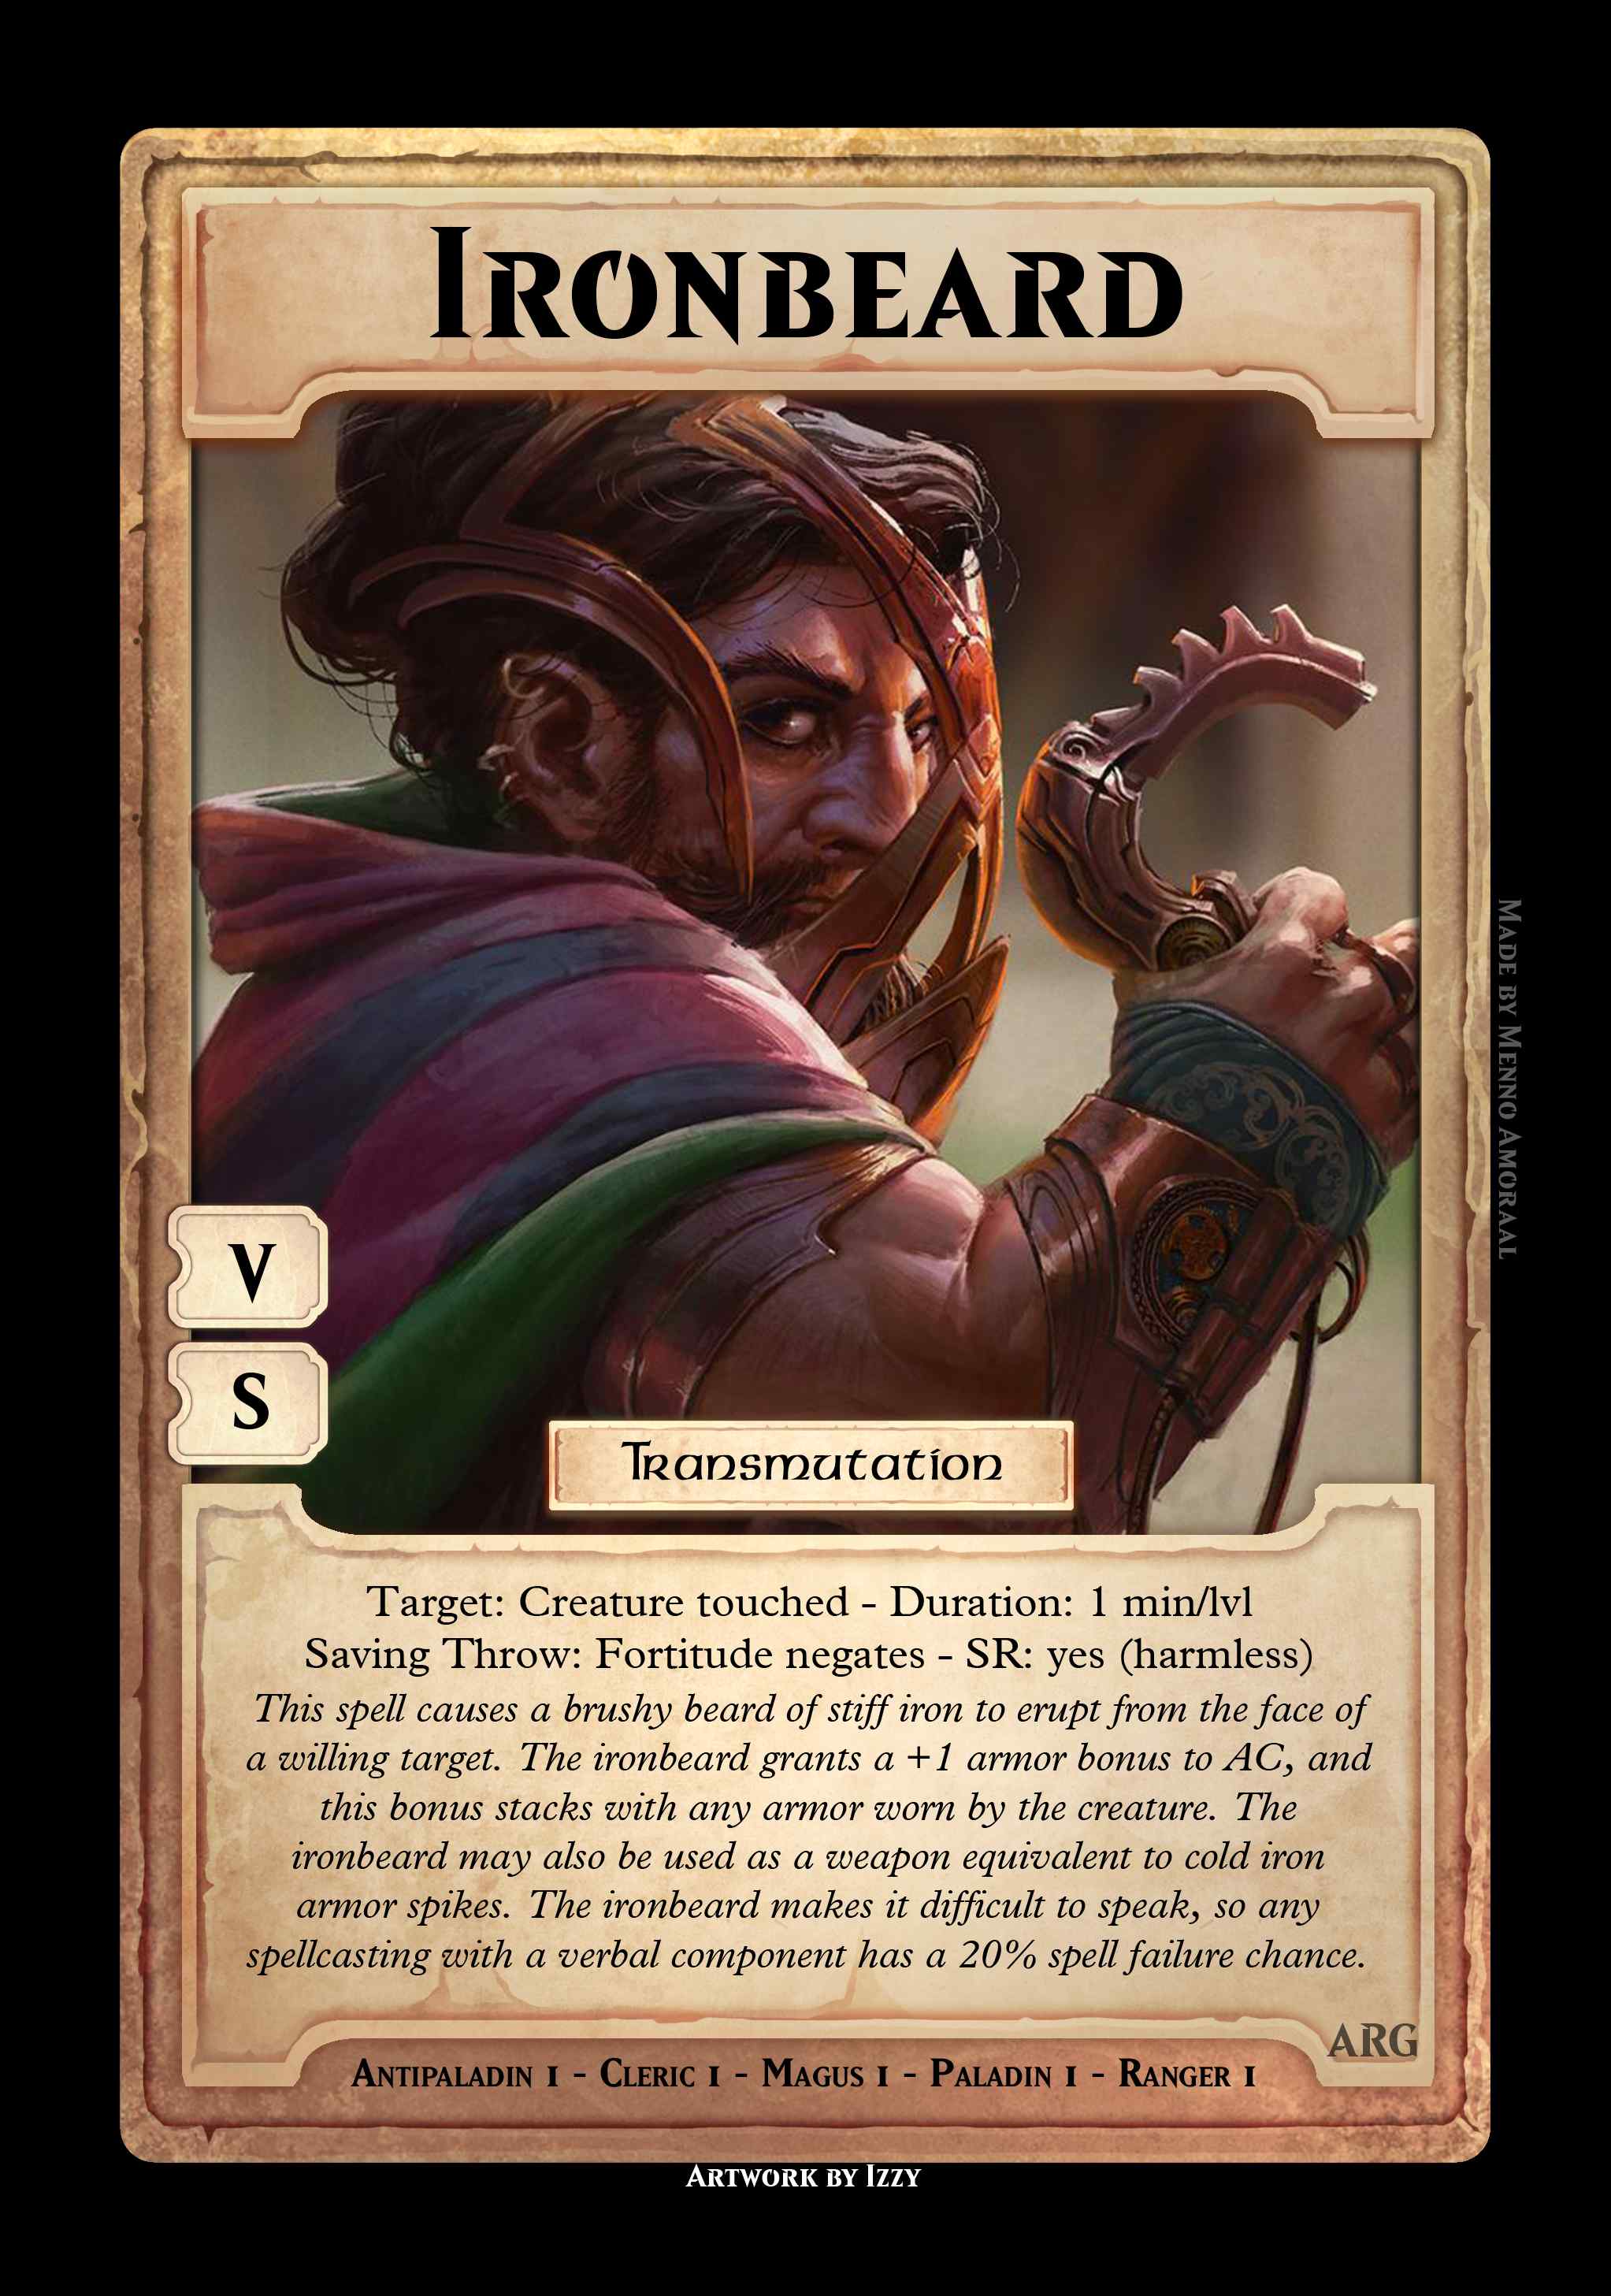 Ironbeard
V
S
Transmutation
Target: Creature touched - Duration: 1 min/lvl
Saving Throw: Fortitude negates - SR: yes (harmless)
This spell causes a brushy beard of stiff iron to erupt from the face of
a willing target. The ironbeard grants a +1 armor bonus to AC, and
this bonus stacks with any armor worn by the creature. The
ironbeard may also be used as a weapon equivalent to cold iron
armor spikes. The ironbeard makes it difficult to speak, so any
spellcasting with a verbal component has a 20% spell failure chance.
ARG
Antipaladin 1 - Cleric 1 - Magus 1 - Paladin 1 - Ranger 1
Artwork by Izzy
Made by Menno Amoraal